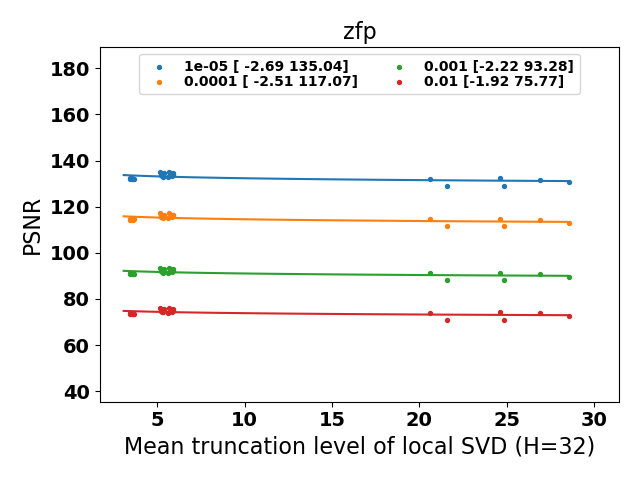 zfp
1e-05 [ -2.69 135.04]
0.0001 [ -2.51 117.07]
0.001 [-2.22 93.28]
0.01 [-1.92 75.77]
PSNR
180
160
140
120
100
80
60
40
5 10 15 20 25 30
Mean truncation level of local SVD (H=32)